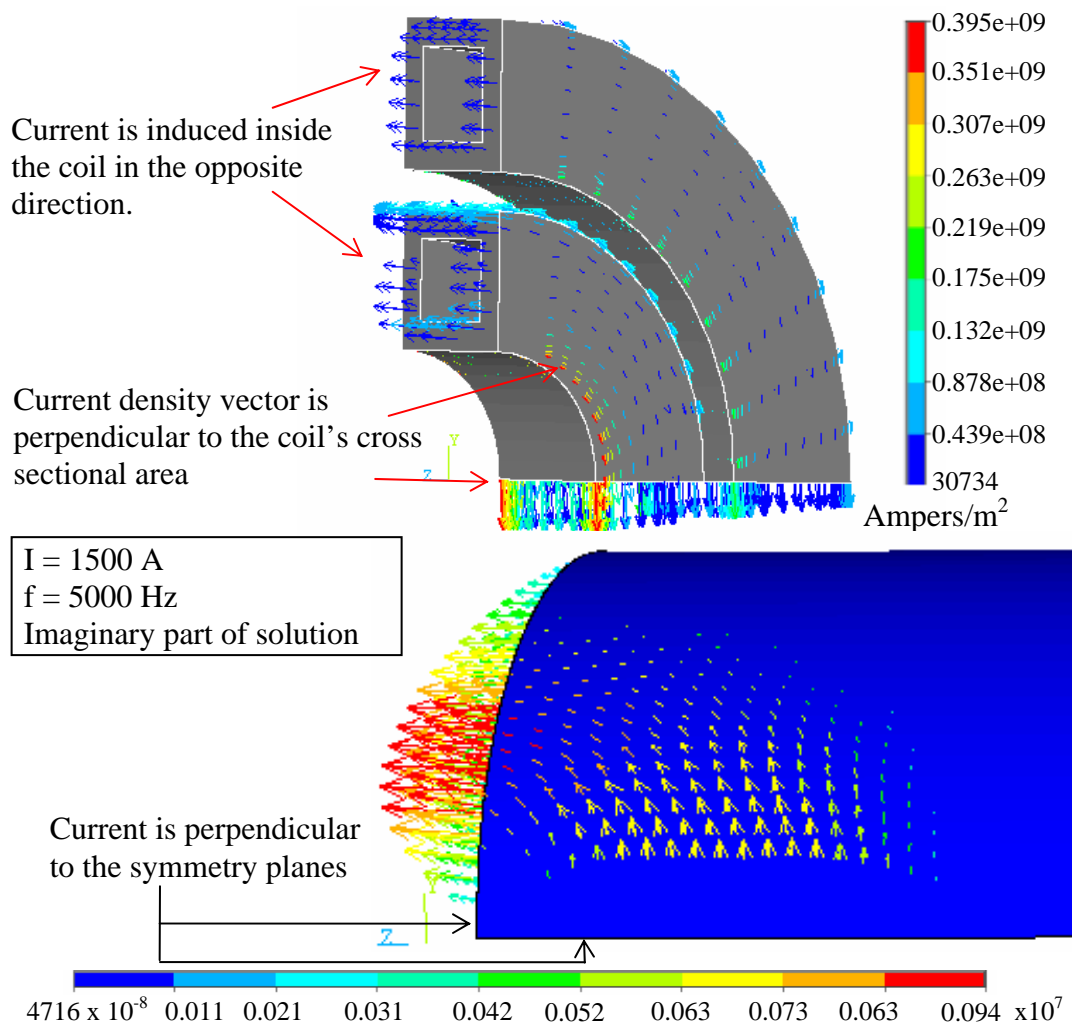 0.395e+09
0.351e+09
0.307e+09
0.263e+09
0.219e+09
0.175e+09
0.132e+09
0.878e+08
0.439e+08
30734
Ampers/m²
Current is induced inside
the coil in the opposite
direction.
Current density vector is
perpendicular to the coil's cross
sectional area
Y
Z
I = 1500 A
f = 5000 Hz
Imaginary part of solution
Current is perpendicular
to the symmetry planes
Y
Z
4716 x 10⁻⁸ 0.011 0.021 0.031 0.042 0.052 0.063 0.073 0.063 0.094 x10⁷